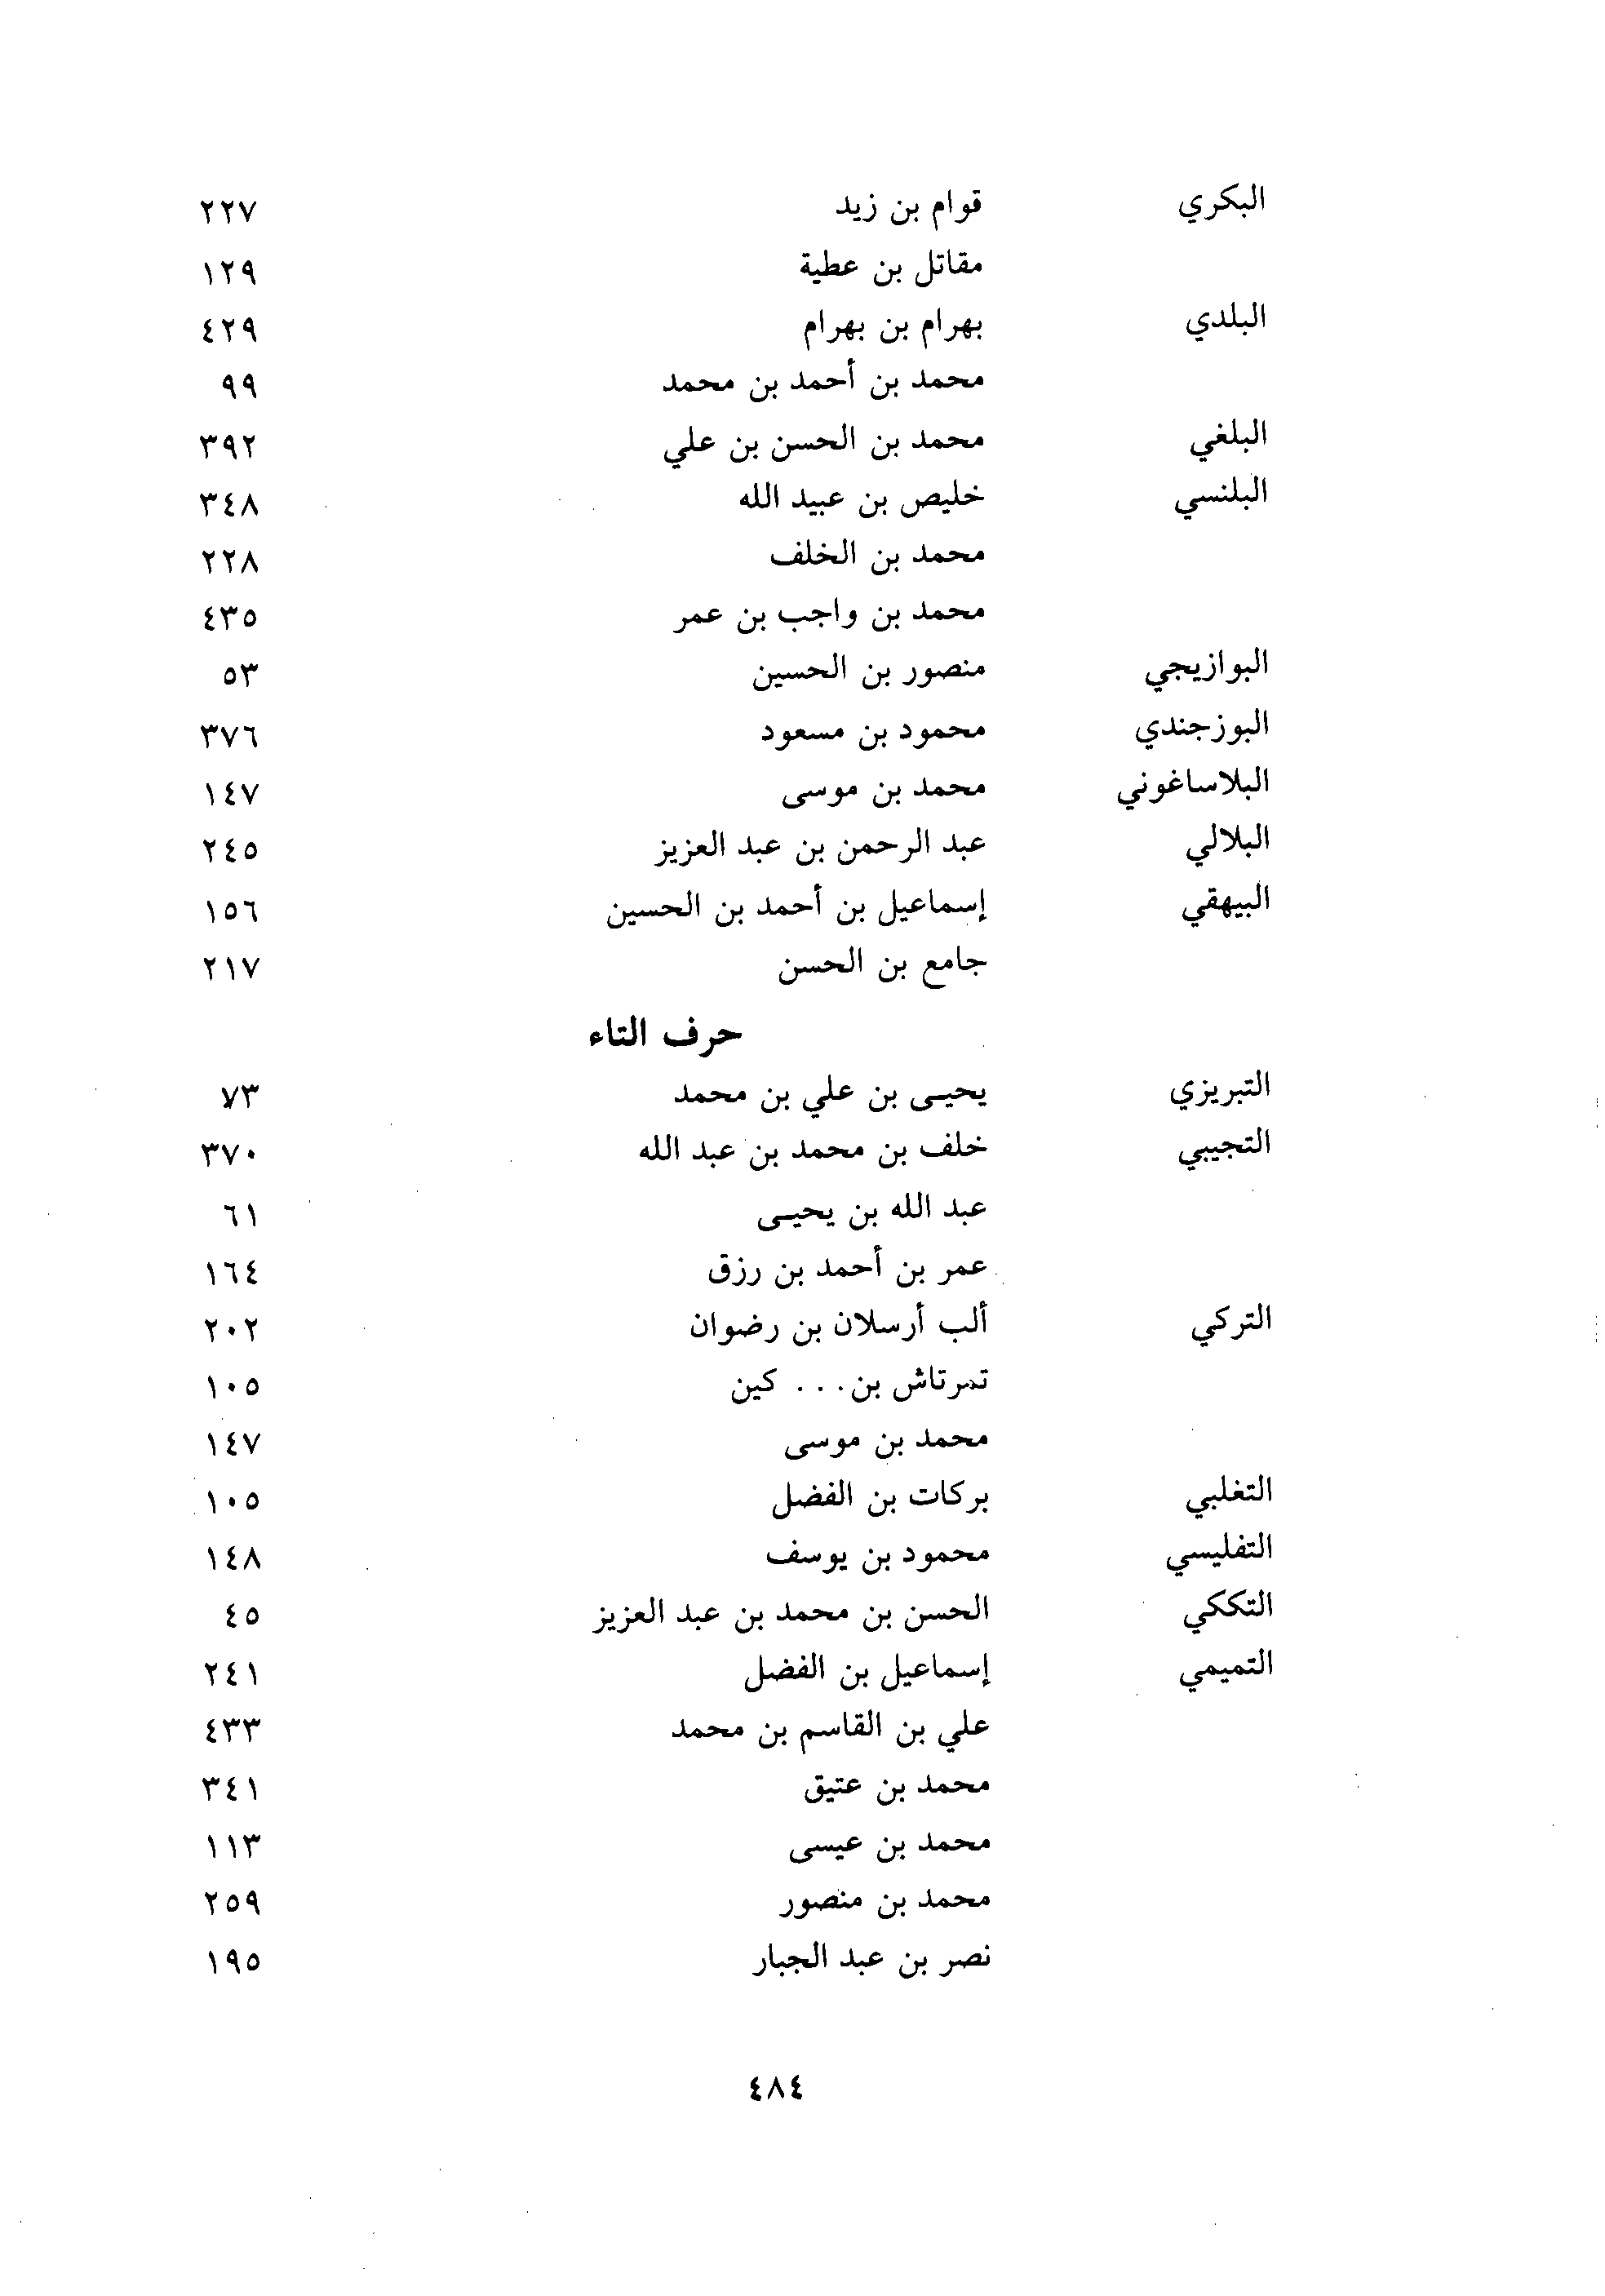 البكري قوام بن زيد ٢٢٧
مقاتل بن عطية ١٢٩
البلدي بهرام بن بهرام ٤٢٩
محمد بن أحمد بن محمد ٩٩
البلغي محمد بن الحسن بن علي ٣٩٢
البلنسي خليص بن عبيد الله ٣٤٨
محمد بن الخلف ٢٢٨
محمد بن واجب بن عمر ٤٣٥
البوازيجي منصور بن الحسين ٥٣
البوزجندي محمود بن مسعود ٣٧٦
البلاساغوني محمد بن موسى ١٤٧
البلالي عبد الرحمن بن عبد العزيز ٢٤٥
البيهقي إسماعيل بن أحمد بن الحسين ١٥٦
جامع بن الحسن ٢١٧
حرف التاء
التبريزي يحيـى بن علي بن محمد ٧٣
التجيبي خلف بن محمد بن عبد الله ٣٧٠
عبد الله بن يحيـى ٦١
عمر بن أحمد بن رزق ١٦٤
التركي ألب أرسلان بن رضوان ٢٠٢
تمرتاش بن... كين ١٠٥
محمد بن موسى ١٤٧
التغلبي بركات بن الفضل ١٠٥
التفليسي محمود بن يوسف ١٤٨
التككي الحسن بن محمد بن عبد العزيز ٤٥
التميمي إسماعيل بن الفضل ٢٤١
علي بن القاسم بن محمد ٤٣٣
محمد بن عتيق ٣٤١
محمد بن عيسى ١١٣
محمد بن منصور ٢٥٩
نصر بن عبد الجبار ١٩٥
٤٨٤